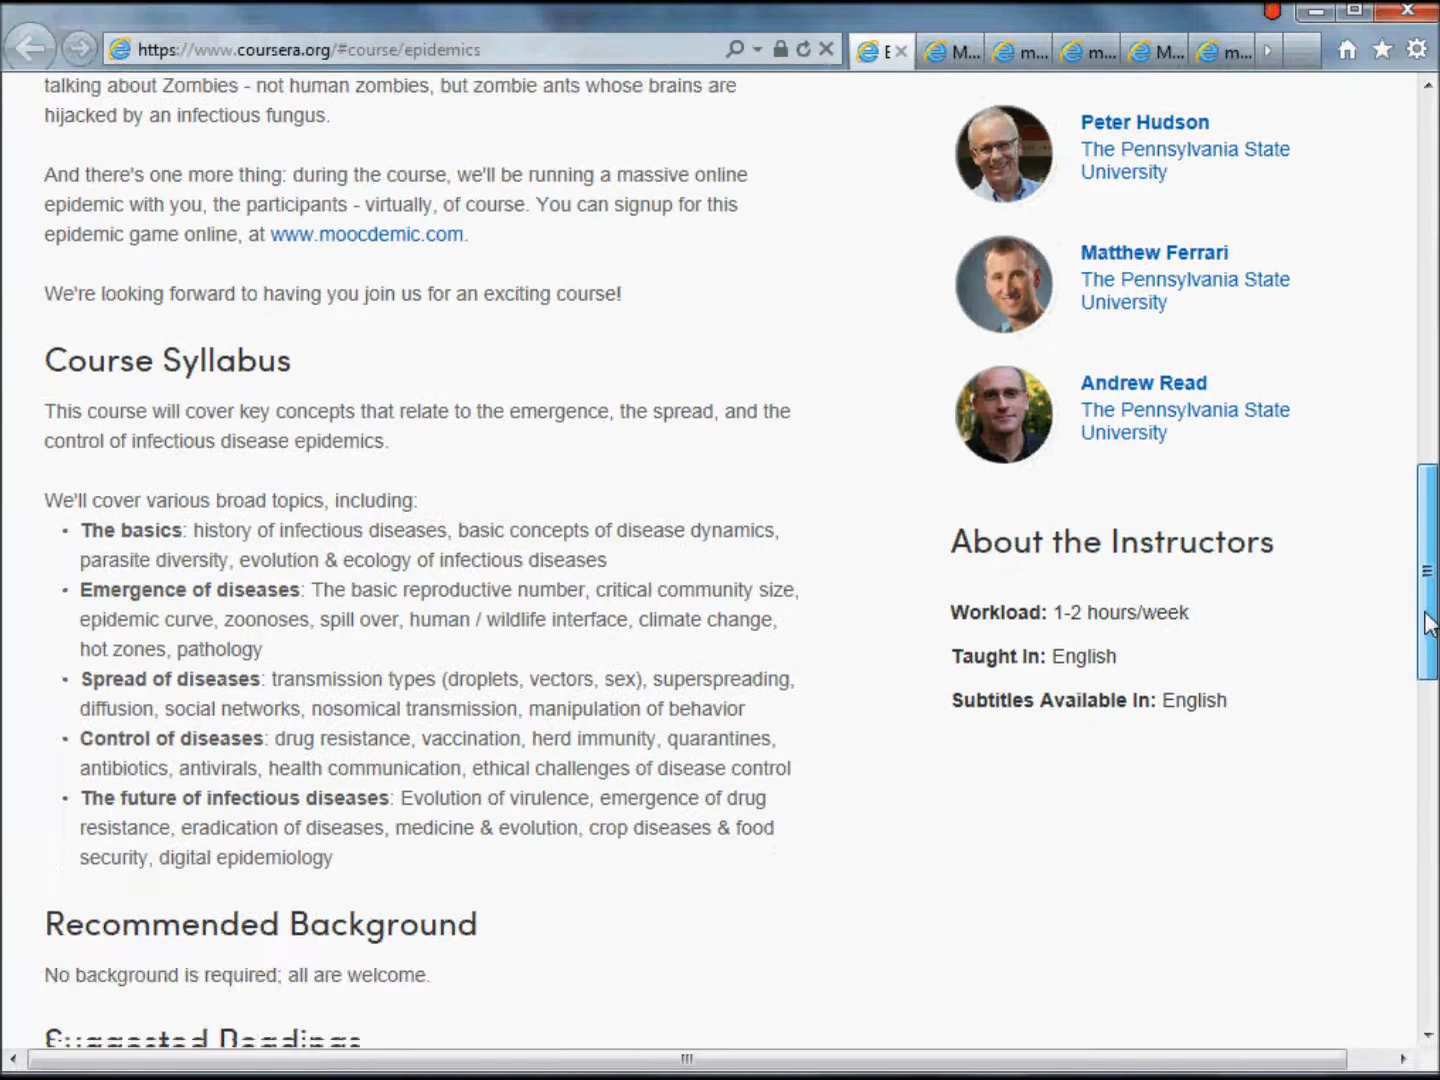 https://www.coursera.org/#course/epidemics
E
M...
m...
m...
M...
m...
talking about Zombies - not human zombies, but zombie ants whose brains are
hijacked by an infectious fungus.
And there's one more thing: during the course, we'll be running a massive online
epidemic with you, the participants - virtually, of course. You can signup for this
epidemic game online, at www.moocdemic.com.
We're looking forward to having you join us for an exciting course!
Course Syllabus
This course will cover key concepts that relate to the emergence, the spread, and the
control of infectious disease epidemics.
We'll cover various broad topics, including:
• The basics: history of infectious diseases, basic concepts of disease dynamics,
parasite diversity, evolution & ecology of infectious diseases
• Emergence of diseases: The basic reproductive number, critical community size,
epidemic curve, zoonoses, spill over, human / wildlife interface, climate change,
hot zones, pathology
• Spread of diseases: transmission types (droplets, vectors, sex), superspreading,
diffusion, social networks, nosomical transmission, manipulation of behavior
• Control of diseases: drug resistance, vaccination, herd immunity, quarantines,
antibiotics, antivirals, health communication, ethical challenges of disease control
• The future of infectious diseases: Evolution of virulence, emergence of drug
resistance, eradication of diseases, medicine & evolution, crop diseases & food
security, digital epidemiology
Recommended Background
No background is required; all are welcome.
Suggested Readings
Peter Hudson
The Pennsylvania State
University
Matthew Ferrari
The Pennsylvania State
University
Andrew Read
The Pennsylvania State
University
About the Instructors
Workload: 1-2 hours/week
Taught In: English
Subtitles Available In: English